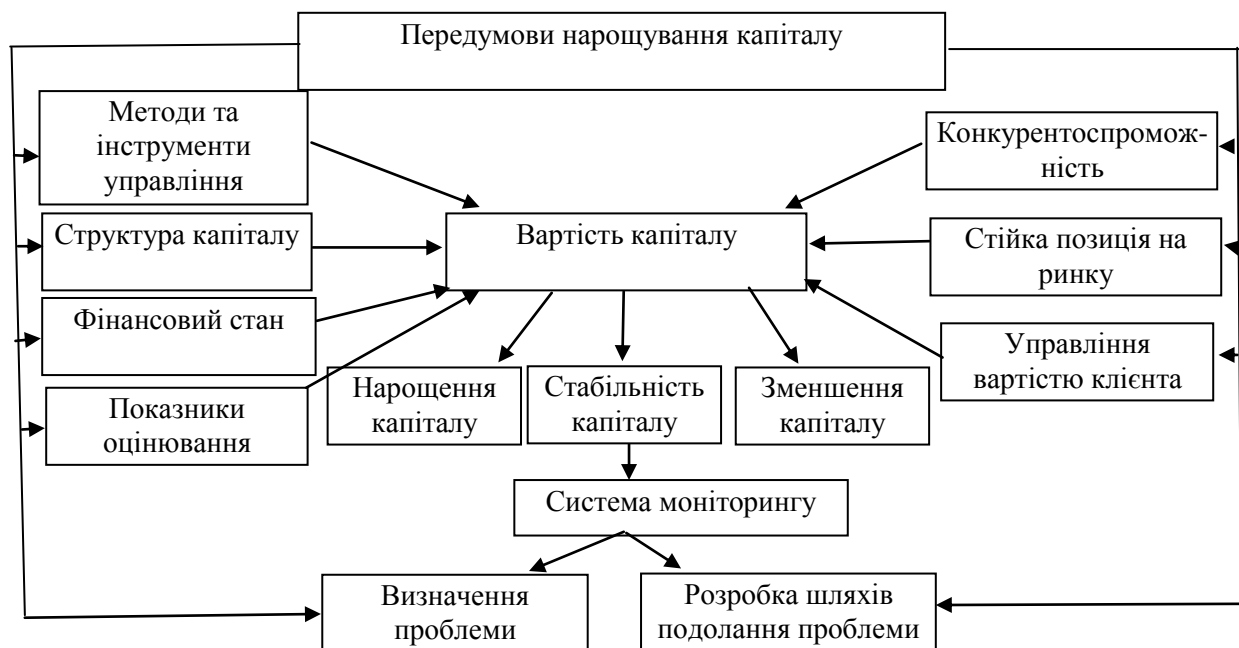 Передумови нарощування капіталу
Методи та
інструменти
управління
Конкурентоспромож-
ність
Структура капіталу
Вартість капіталу
Стійка позиція на
ринку
Фінансовий стан
Управління
вартістю клієнта
Показники
оцінювання
Нарощення
капіталу
Стабільність
капіталу
Зменшення
капіталу
Система моніторингу
Визначення
проблеми
Розробка шляхів
подолання проблеми